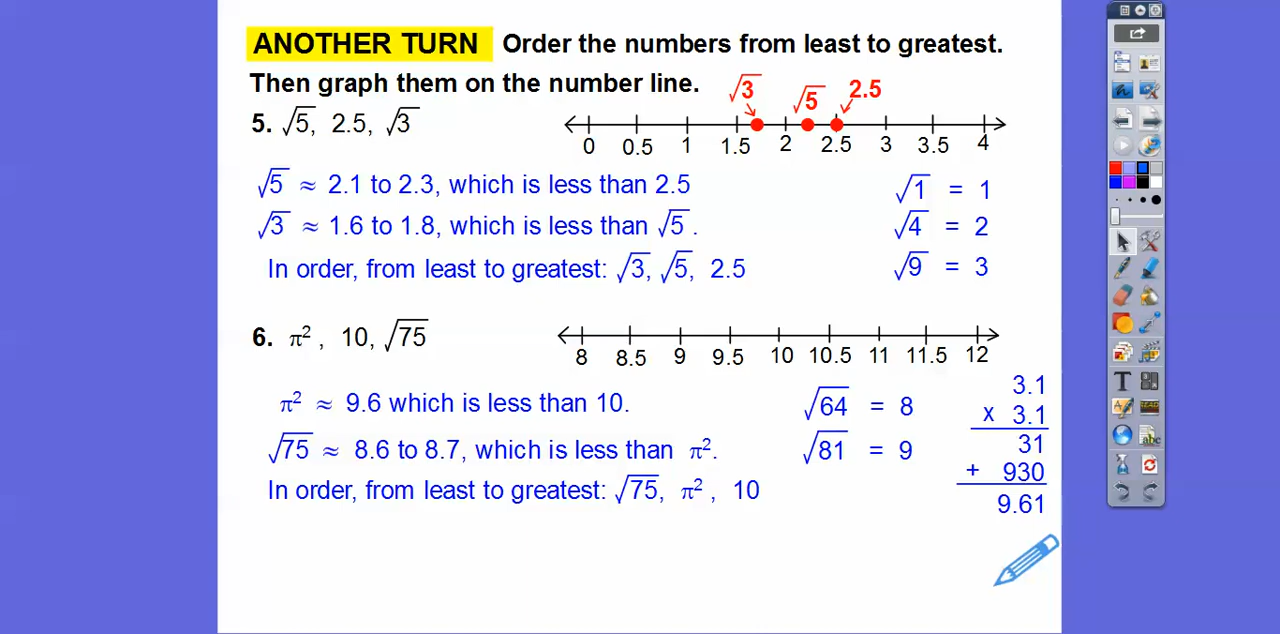 ANOTHER TURN Order the numbers from least to greatest.
Then graph them on the number line.
√3 √5 2.5
5. √5, 2.5, √3
0 0.5 1 1.5 2 2.5 3 3.5 4
√5 ≈ 2.1 to 2.3, which is less than 2.5
√1 = 1
√3 ≈ 1.6 to 1.8, which is less than √5 .
√4 = 2
In order, from least to greatest: √3, √5, 2.5
√9 = 3
6. π², 10, √75
8 8.5 9 9.5 10 10.5 11 11.5 12
π² ≈ 9.6 which is less than 10.
√64 = 8
√75 ≈ 8.6 to 8.7, which is less than π².
√81 = 9
In order, from least to greatest: √75, π² , 10
3.1
x 3.1
31
+ 930
9.61